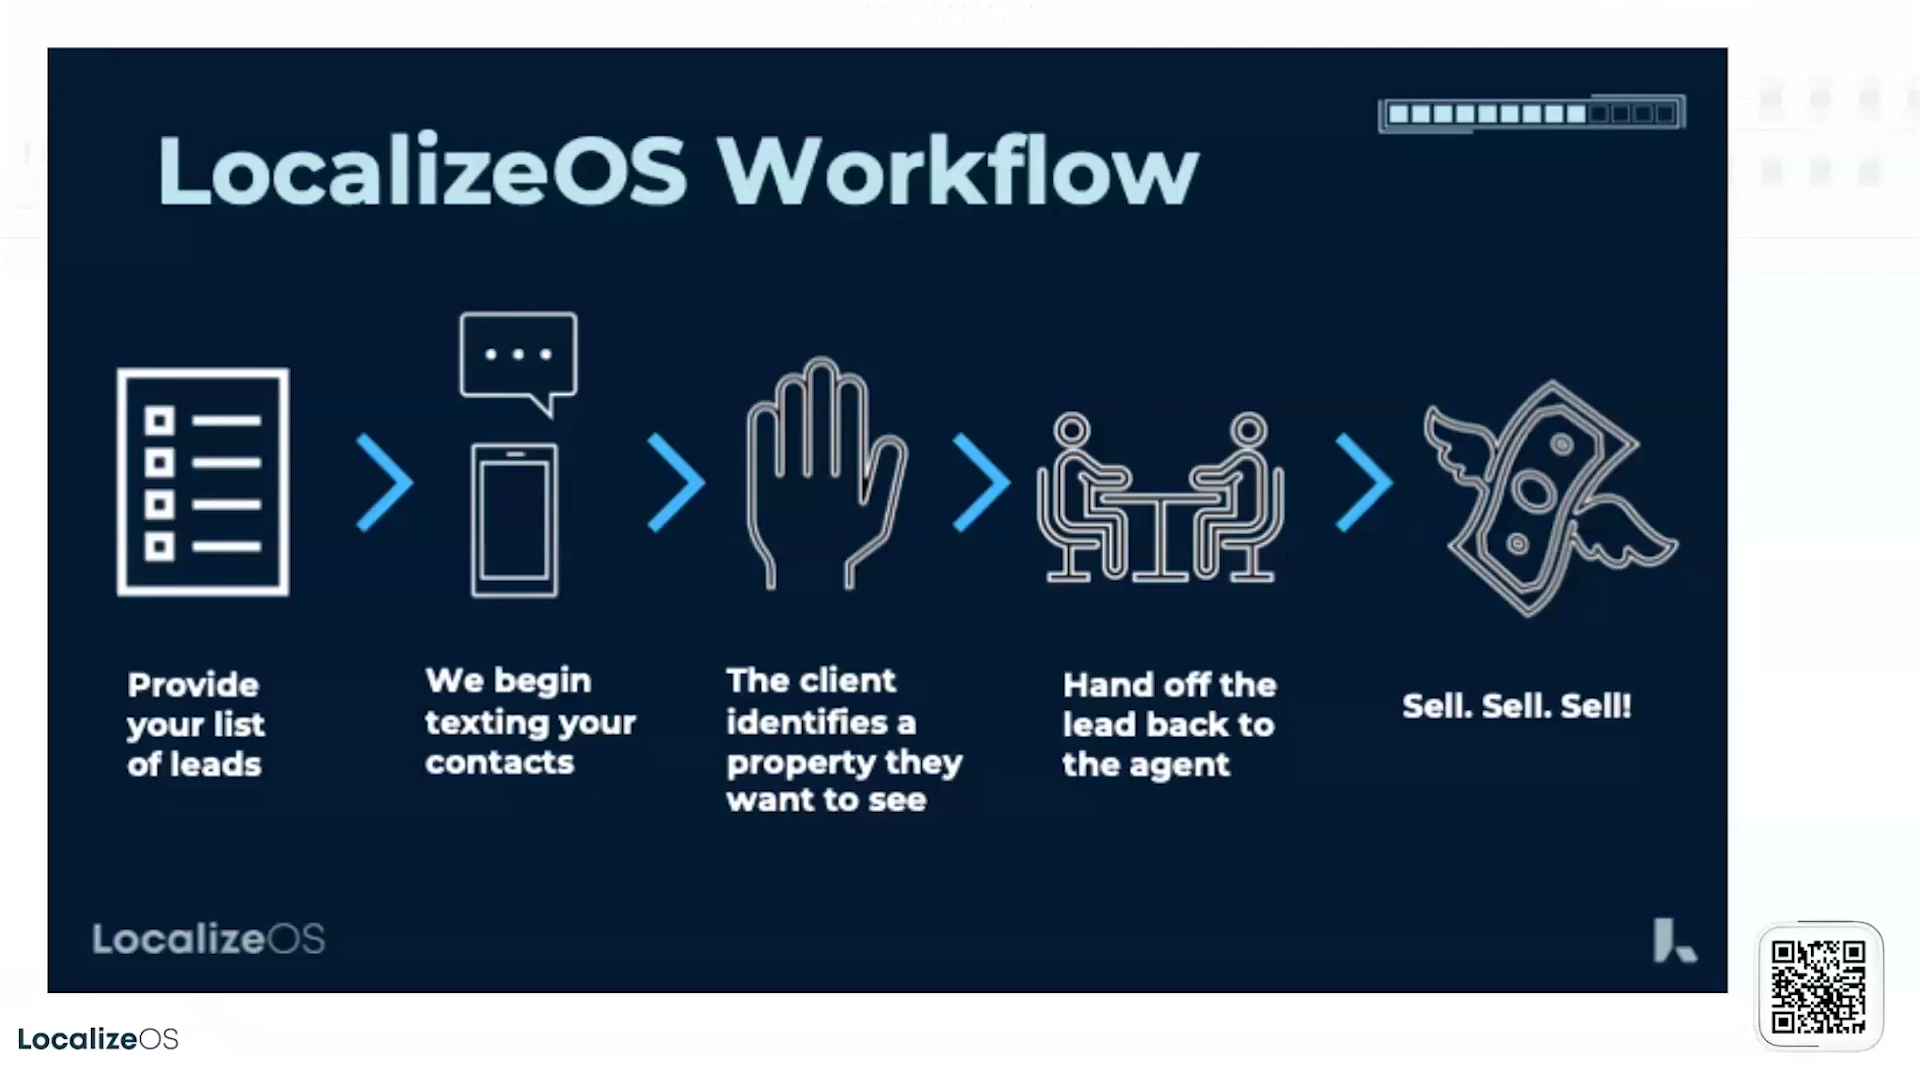 LocalizeOS Workflow
Provide
your list
of leads
We begin
texting your
contacts
The client
identifies a
property they
want to see
Hand off the
lead back to
the agent
Sell. Sell. Sell!
LocalizeOS
LocalizeOS